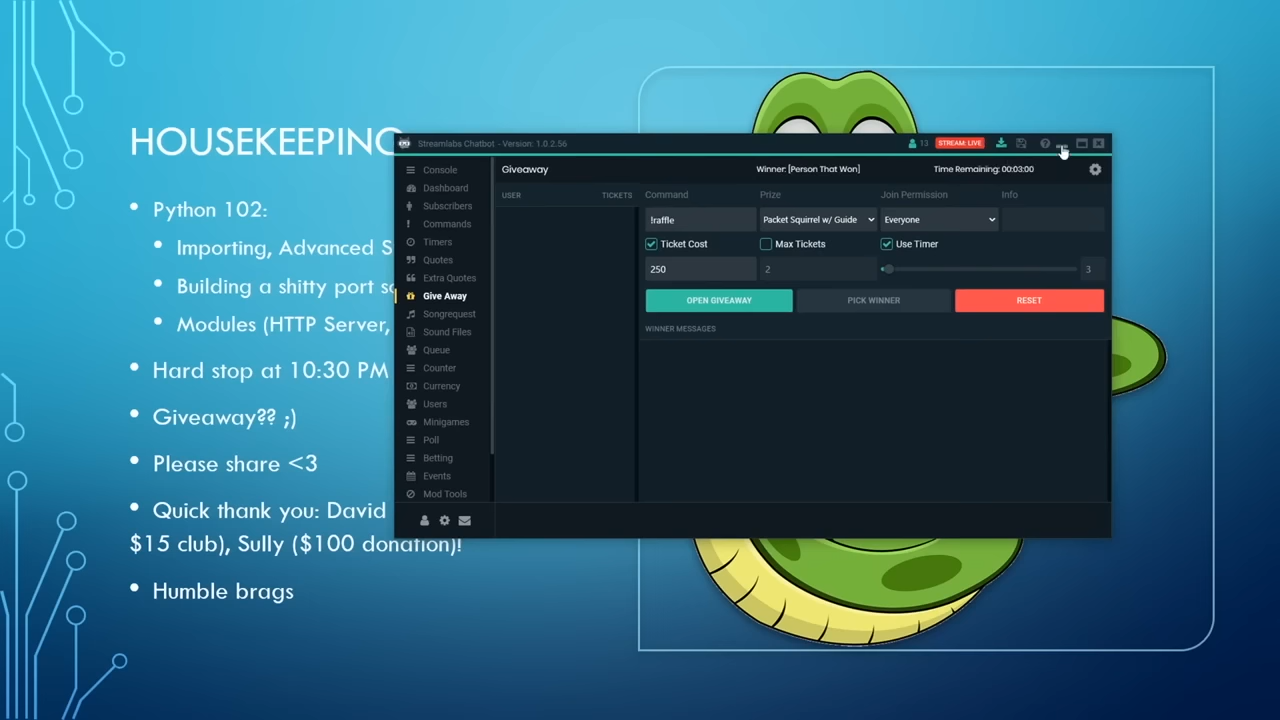 HOUSEKEEPING
Python 102:
Importing, Advanced S
Building a shitty port sc
Modules (HTTP Server,
Hard stop at 10:30 PM
Giveaway?? ;)
Please share <3
Quick thank you: David
$15 club), Sully ($100 donation)!
Humble brags
Streamlabs Chatbot - Version: 1.0.2.56
13
STREAM: LIVE
Console
Dashboard
Subscribers
Commands
Timers
Quotes
Extra Quotes
Give Away
Songrequest
Sound Files
Queue
Counter
Currency
Users
Minigames
Poll
Betting
Events
Mod Tools
Giveaway
Winner: [Person That Won]
Time Remaining: 00:03:00
USER TICKETS
Command Prize Join Permission Info
!raffle Packet Squirrel w/ Guide Everyone
Ticket Cost Max Tickets Use Timer
250 2 3
OPEN GIVEAWAY PICK WINNER RESET
WINNER MESSAGES